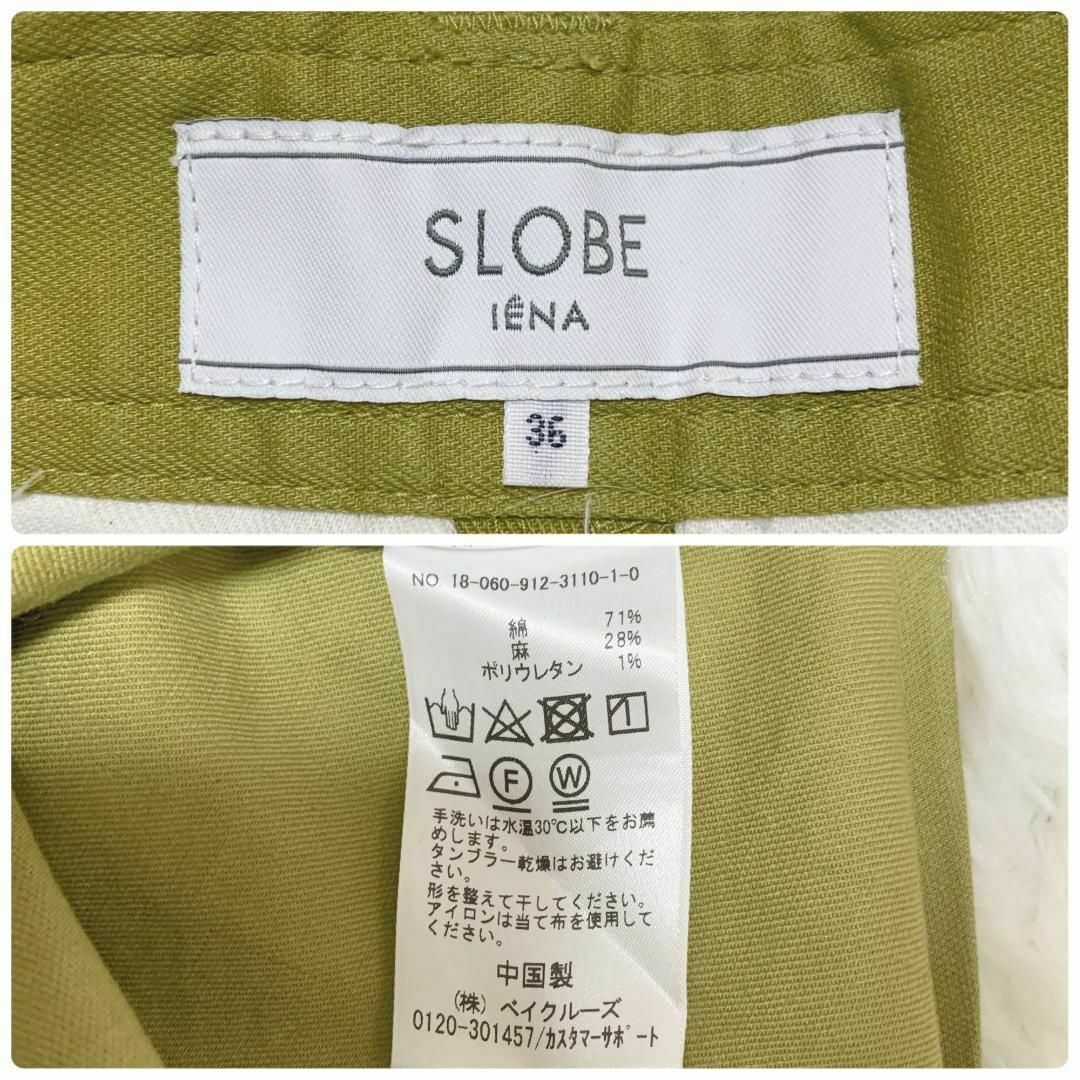 SLOBE
IÉNA
36
NO. 18-060-912-3110-1-0
綿 71%
麻 28%
ポリウレタン 1%
F W
手洗いは水温30℃以下をお薦
めします。
タンブラー乾燥はお避けくだ
さい。
形を整えて干してください。
アイロンは当て布を使用して
ください。
中国製
(株) ベイクルーズ
0120-301457/カスタマーサポート